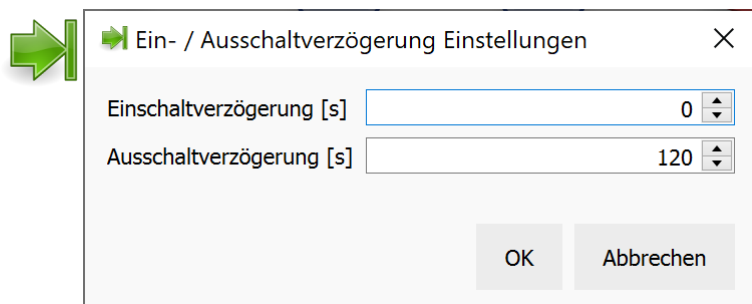 Ein- / Ausschaltverzögerung Einstellungen
Einschaltverzögerung [s] 0
Ausschaltverzögerung [s] 120
OK Abbrechen